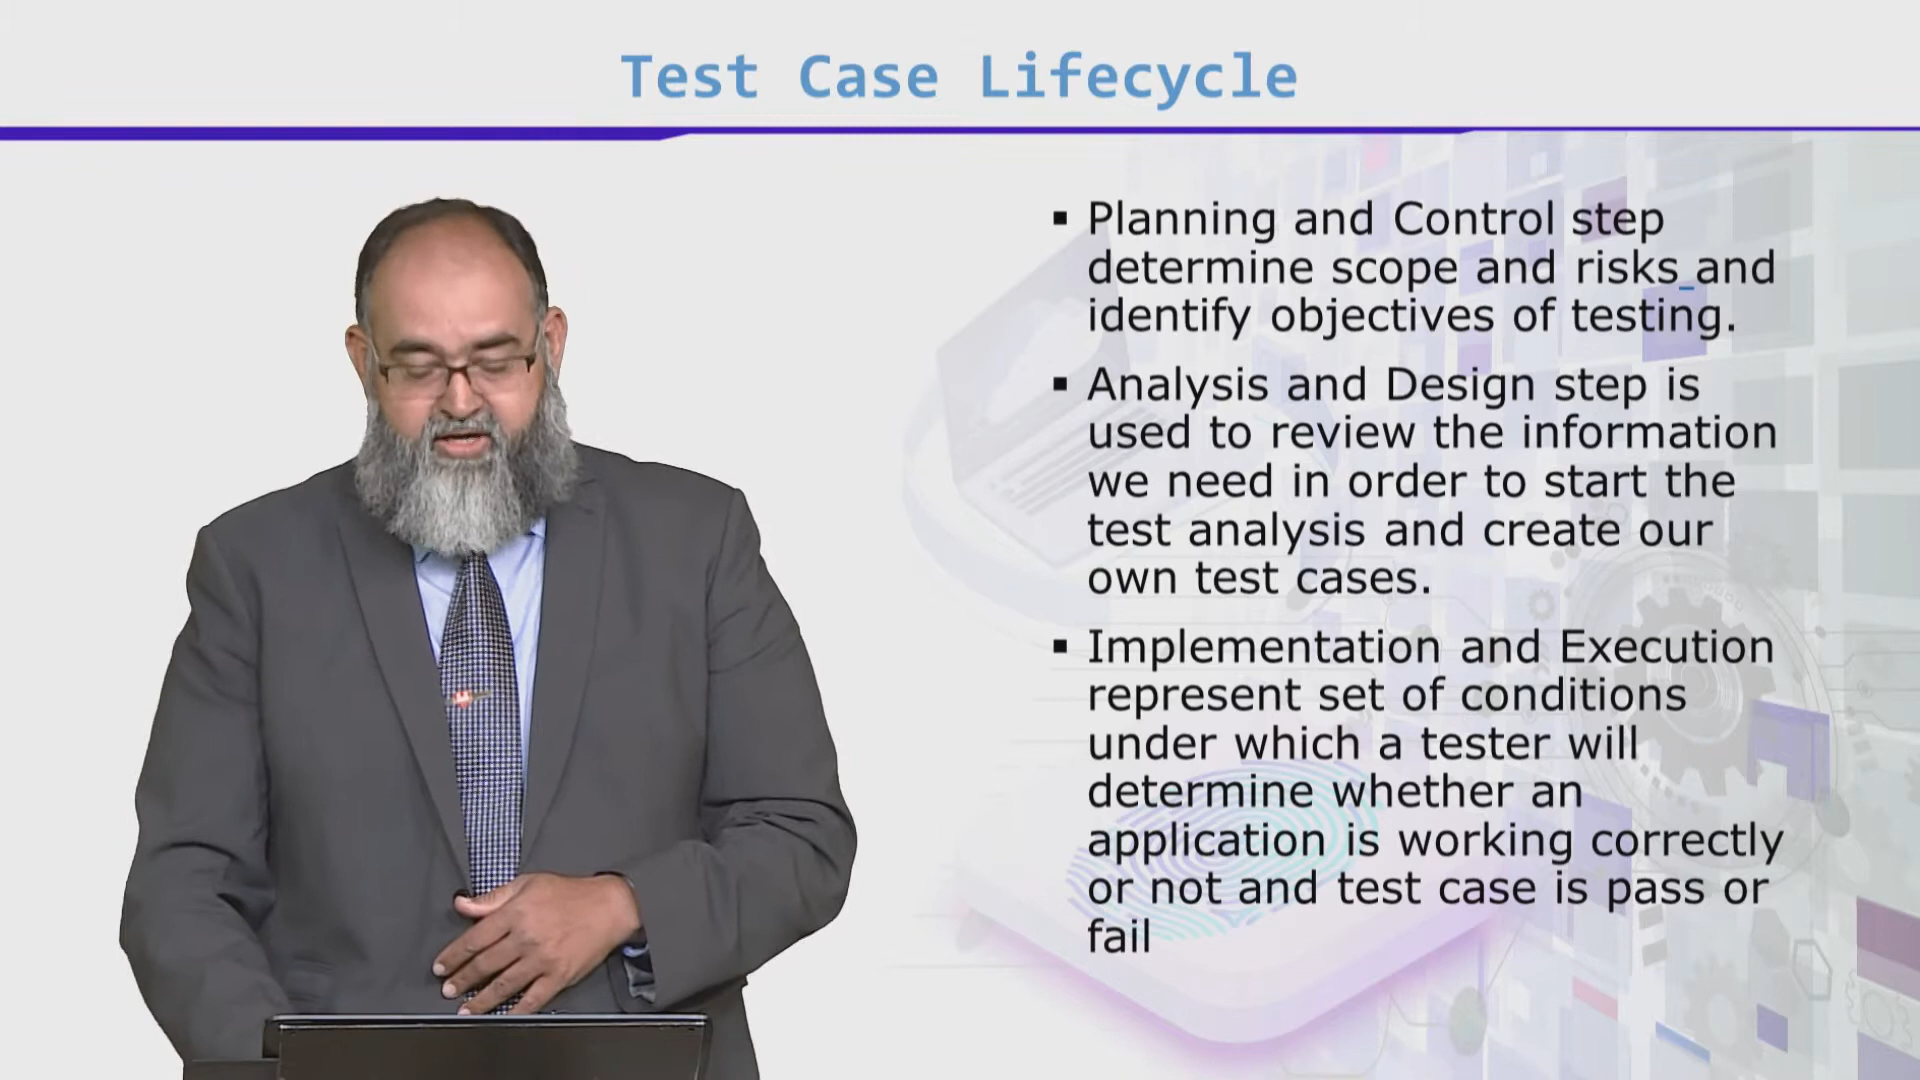 Test Case Lifecycle
▪ Planning and Control step
determine scope and risks and
identify objectives of testing.
▪ Analysis and Design step is
used to review the information
we need in order to start the
test analysis and create our
own test cases.
▪ Implementation and Execution
represent set of conditions
under which a tester will
determine whether an
application is working correctly
or not and test case is pass or
fail